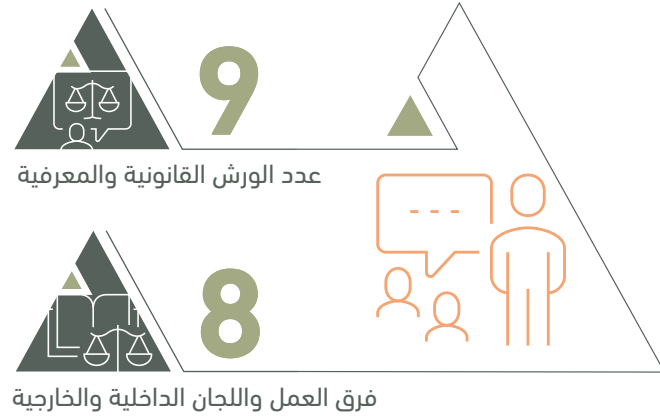 9
عدد الورش القانونية والمعرفية
8
فرق العمل واللجان الداخلية والخارجية